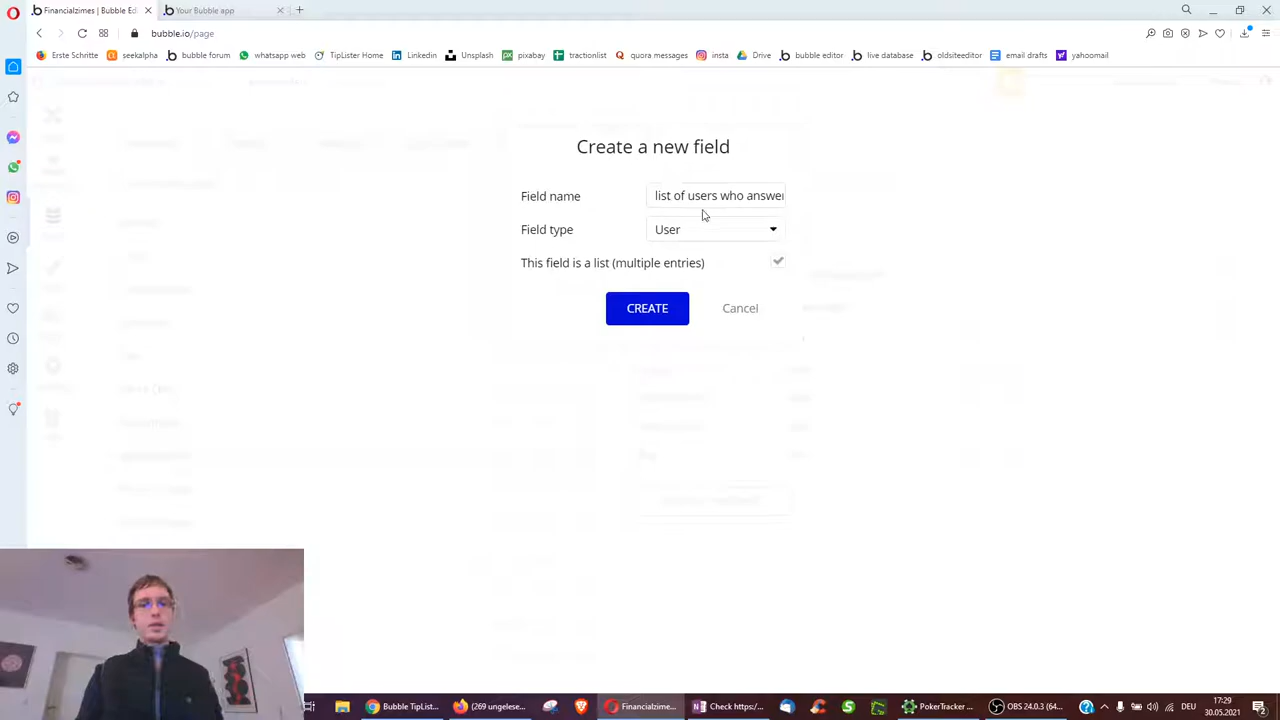 Financialzimes | Bubble Ed
Your Bubble app
bubble.io/page
Erste Schritte
seekalpha
bubble forum
whatsapp web
TipLister Home
Linkedin
Unsplash
pixabay
tractionlist
quora messages
insta
Drive
bubble editor
live database
oldsiteeditor
email drafts
yahoomail
Create a new field
Field name
list of users who answer
Field type
User
This field is a list (multiple entries)
CREATE
Cancel
Bubble TipList...
(269 ungelese...
Financialzime...
Check https:/...
PokerTracker ...
OBS 24.0.3 (64...
DEU
17:29
30.05.2021